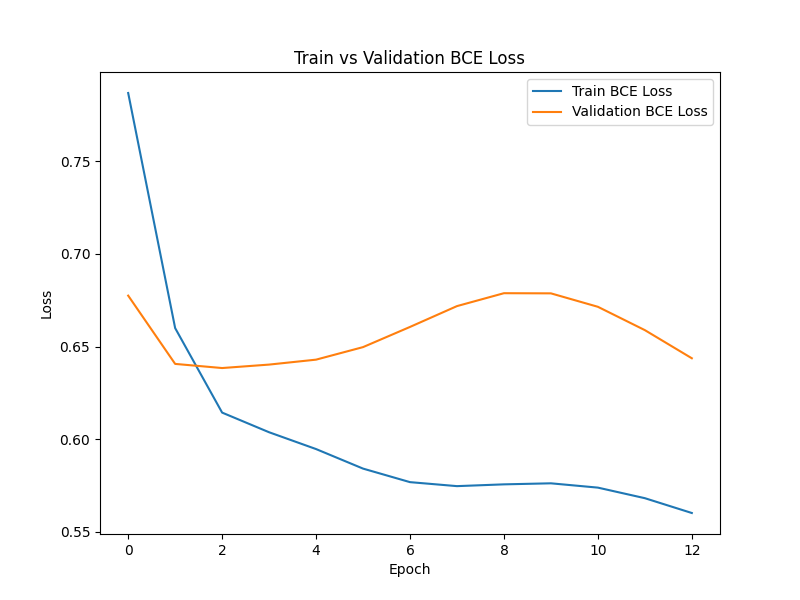 Train vs Validation BCE Loss
Train BCE Loss
Validation BCE Loss
0.75
0.70
0.65
0.60
0.55
Loss
0
2
4
6
8
10
12
Epoch